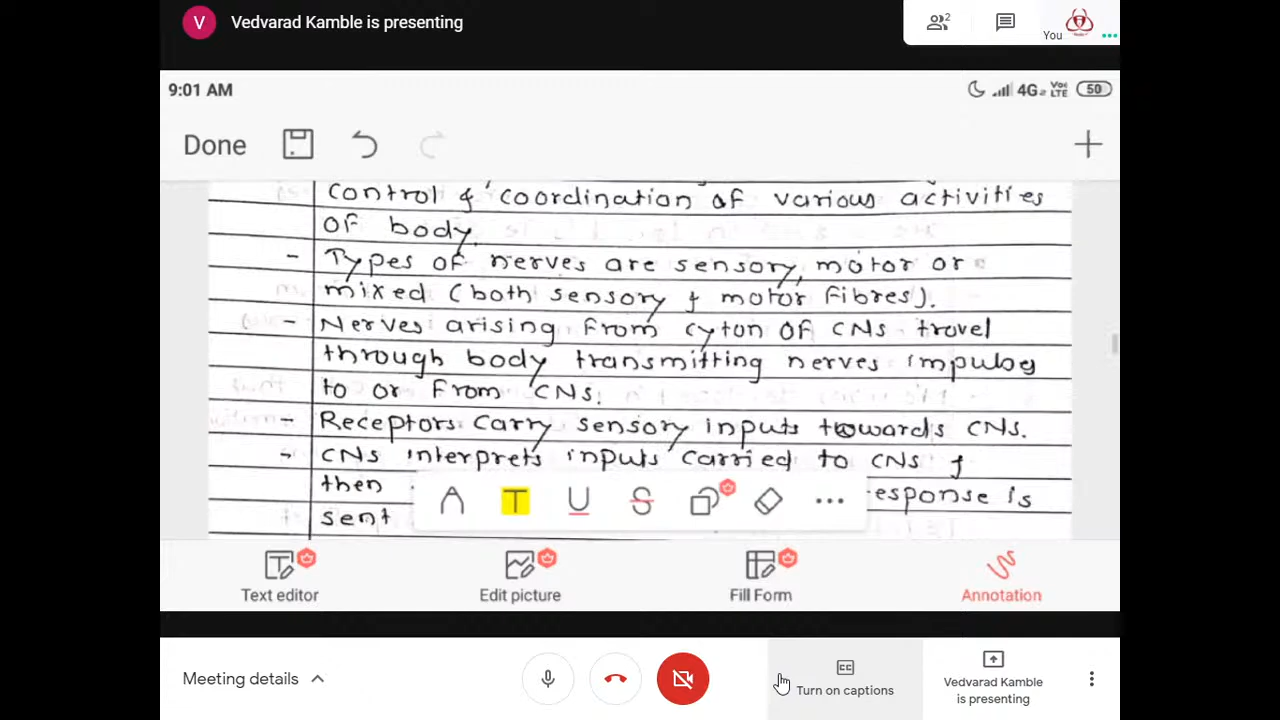 V Vedvarad Kamble is presenting
2
You
9:01 AM
4G Vo) LTE 50
Done
control & coordination of various activities
of body.
- Types of nerves are sensory, motor or
mixed (both sensory & motor fibres).
- Nerves arising from cyton of CNS travel
through body transmitting nerves impulse
to or from CNS.
- Receptors carry sensory inputs towards CNS.
- CNS interprets inputs carried to CNS &
then esponse is
sent
T U S
Text editor Edit picture Fill Form Annotation
Meeting details
CC
Turn on captions
Vedvarad Kamble
is presenting